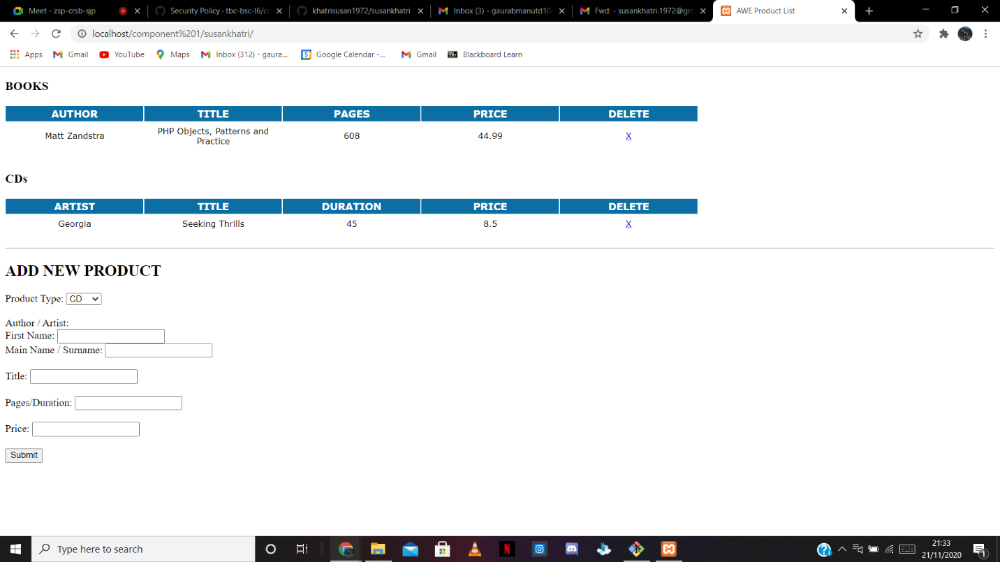 Meet - zsp-crsb-sjp
Security Policy · tbc-bsc-l6/co
khatrisusan1972/susankhatri
Inbox (3) - gaurabmanutd10
Fwd: - susankhatri.1972@gm
AWE Product List
localhost/component%201/susankhatri/
Apps
Gmail
YouTube
Maps
Inbox (312) - gaura...
5
Google Calendar -...
Gmail
Bb
Blackboard Learn
BOOKS
AUTHOR TITLE PAGES PRICE DELETE
Matt Zandstra PHP Objects, Patterns and Practice 608 44.99 X
CDs
ARTIST TITLE DURATION PRICE DELETE
Georgia Seeking Thrills 45 8.5 X
ADD NEW PRODUCT
Product Type: CD
Author / Artist:
First Name:
Main Name / Surname:
Title:
Pages/Duration:
Price:
Submit
Type here to search
N
21:33
21/11/2020
1